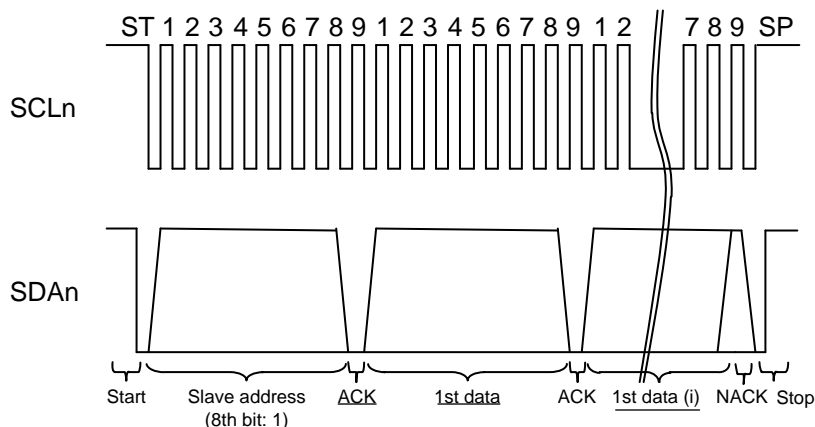 ST 1 2 3 4 5 6 7 8 9 1 2 3 4 5 6 7 8 9 1 2 7 8 9 SP
SCLn
SDAn
Start Slave address ACK 1st data ACK 1st data (i) NACK Stop
(8th bit: 1)